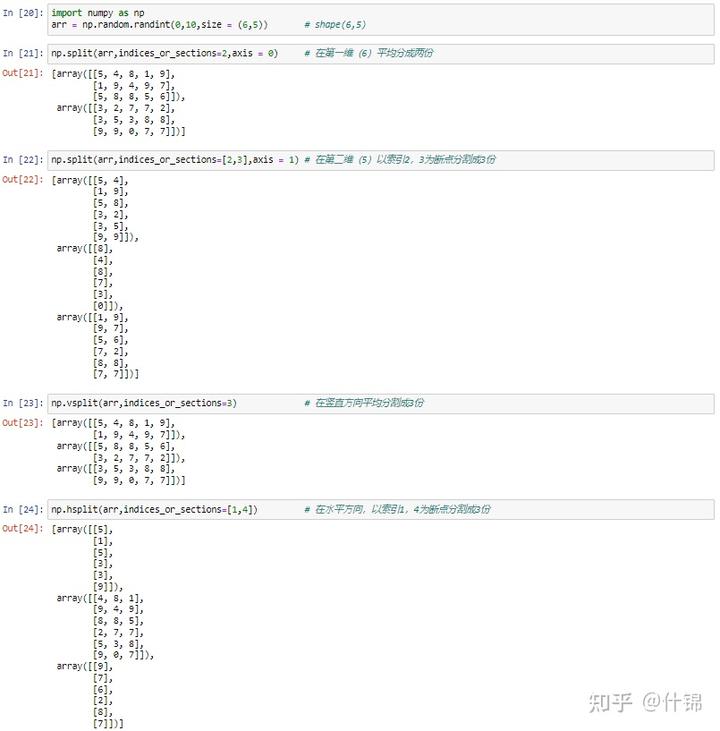 In [20]: import numpy as np
arr = np.random.randint(0,10,size = (6,5)) # shape(6,5)
In [21]: np.split(arr,indices_or_sections=2,axis = 0) # 在第一维（6）平均分成两份
Out[21]: [array([[5, 4, 8, 1, 9],
[1, 9, 4, 9, 7],
[5, 8, 8, 5, 6]]),
array([[3, 2, 7, 7, 2],
[3, 5, 3, 8, 8],
[9, 9, 0, 7, 7]])]
In [22]: np.split(arr,indices_or_sections=[2,3],axis = 1) # 在第二维（5）以索引2，3为断点分割成3份
Out[22]: [array([[5, 4],
[1, 9],
[5, 8],
[3, 2],
[3, 5],
[9, 9]]),
array([[8],
[4],
[8],
[7],
[3],
[0]]),
array([[1, 9],
[9, 7],
[5, 6],
[7, 2],
[8, 8],
[7, 7]])]
In [23]: np.vsplit(arr,indices_or_sections=3) # 在竖直方向平均分割成3份
Out[23]: [array([[5, 4, 8, 1, 9],
[1, 9, 4, 9, 7]]),
array([[5, 8, 8, 5, 6],
[3, 2, 7, 7, 2]]),
array([[3, 5, 3, 8, 8],
[9, 9, 0, 7, 7]])]
In [24]: np.hsplit(arr,indices_or_sections=[1,4]) # 在水平方向，以索引1，4为断点分割成3份
Out[24]: [array([[5],
[1],
[5],
[3],
[3],
[9]]),
array([[4, 8, 1],
[9, 4, 9],
[8, 8, 5],
[2, 7, 7],
[5, 3, 8],
[9, 0, 7]]),
array([[9],
[7],
[6],
[2],
[8],
[7]])]
知乎 @什锦